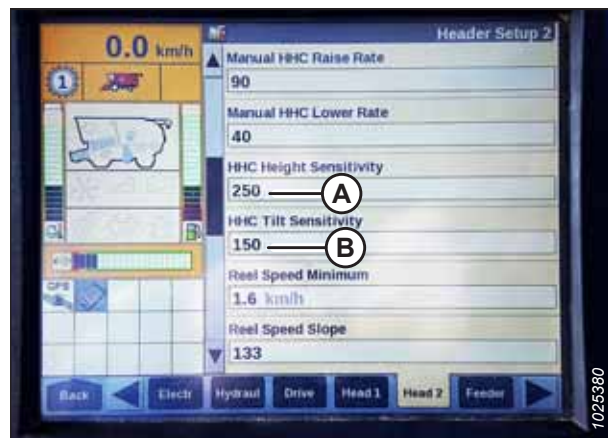 0.0 km/h
Header Setup 2
1
Manual HHC Raise Rate
90
Manual HHC Lower Rate
40
HHC Height Sensitivity
250
A
HHC Tilt Sensitivity
150
B
Reel Speed Minimum
1.6 km/h
GPS
Reel Speed Slope
133
Back
Electr
Hydraul
Drive
Head 1
Head 2
Feeder
1025380